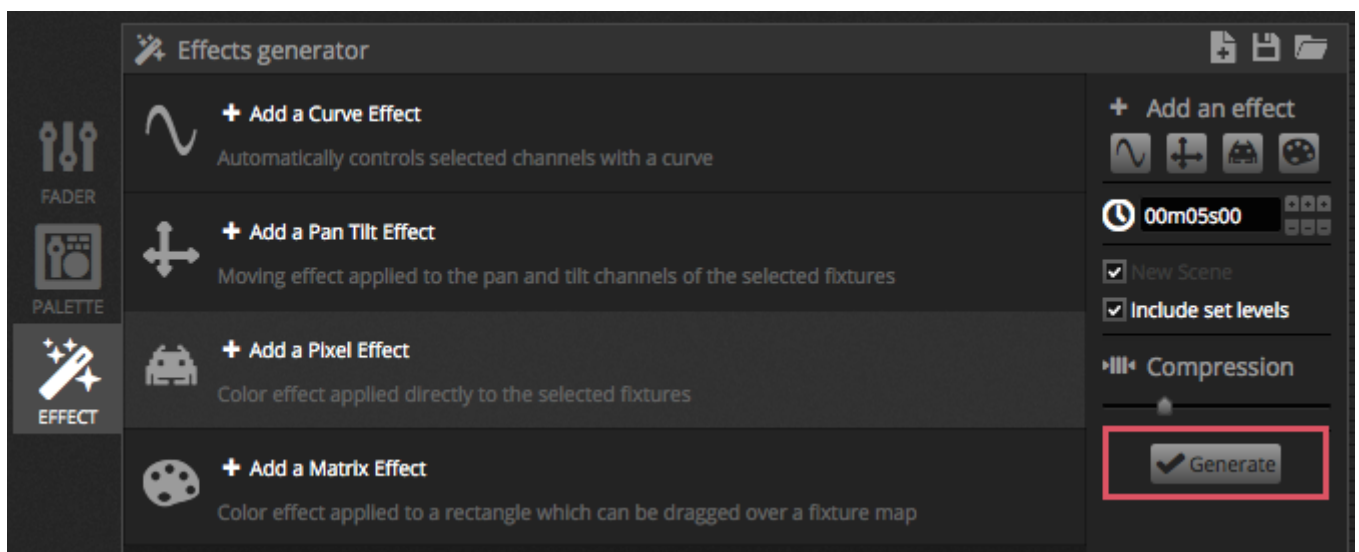 Effects generator
FADER
PALETTE
EFFECT
+ Add a Curve Effect
Automatically controls selected channels with a curve
+ Add a Pan Tilt Effect
Moving effect applied to the pan and tilt channels of the selected fixtures
+ Add a Pixel Effect
Color effect applied directly to the selected fixtures
+ Add a Matrix Effect
Color effect applied to a rectangle which can be dragged over a fixture map
+ Add an effect
00m05s00
New Scene
Include set levels
Compression
Generate